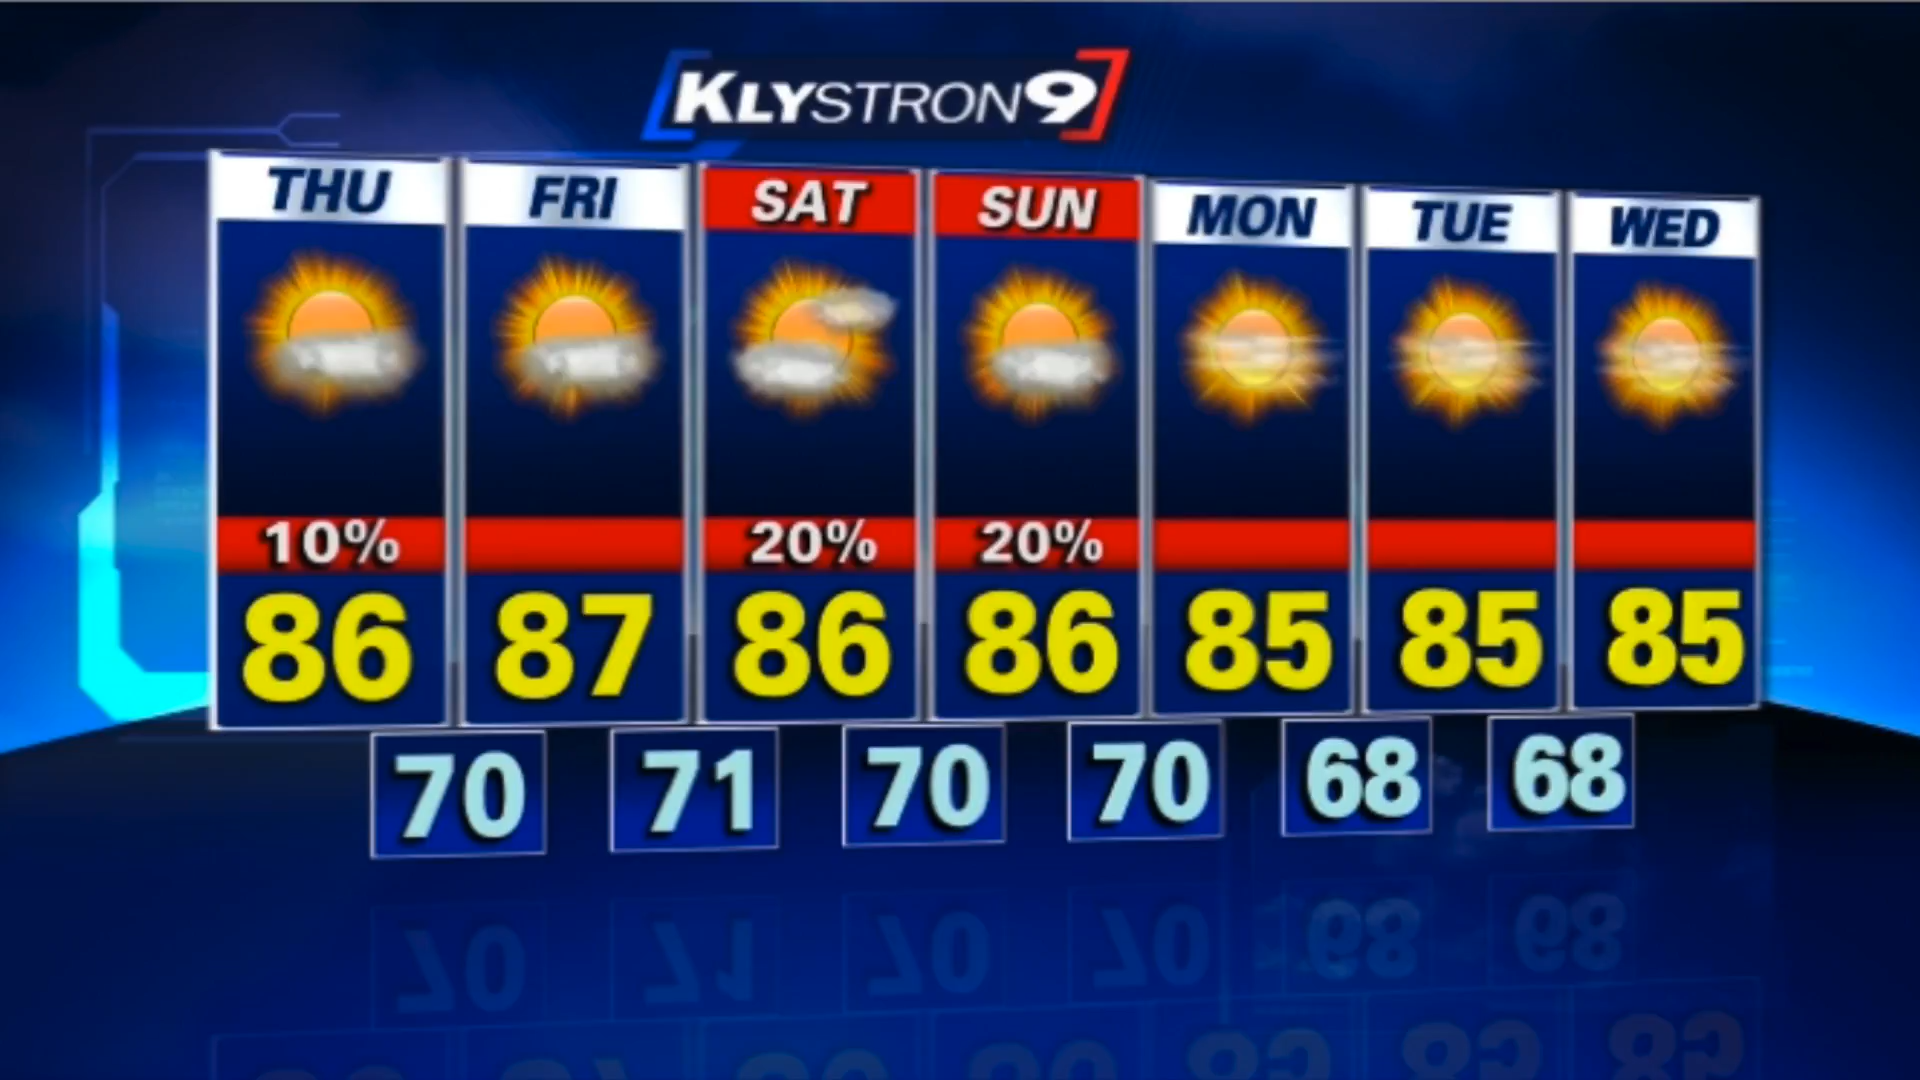 KLYSTRON9
THU FRI SAT SUN MON TUE WED
10% 20% 20%
86 87 86 86 85 85 85
70 71 70 70 68 68